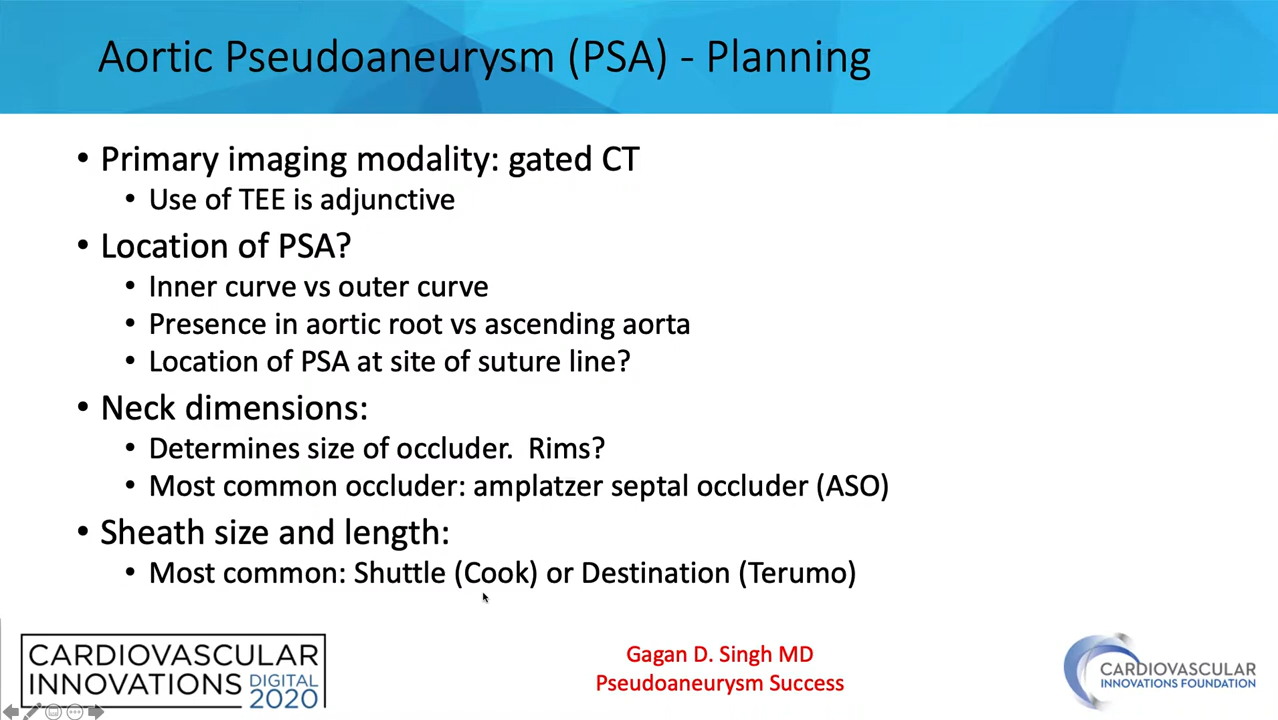 Aortic Pseudoaneurysm (PSA) - Planning
• Primary imaging modality: gated CT
• Use of TEE is adjunctive
• Location of PSA?
• Inner curve vs outer curve
• Presence in aortic root vs ascending aorta
• Location of PSA at site of suture line?
• Neck dimensions:
• Determines size of occluder. Rims?
• Most common occluder: amplatzer septal occluder (ASO)
• Sheath size and length:
• Most common: Shuttle (Cook) or Destination (Terumo)
CARDIOVASCULAR
INNOVATIONS DIGITAL 2020
Gagan D. Singh MD
Pseudoaneurysm Success
CARDIOVASCULAR
INNOVATIONS FOUNDATION